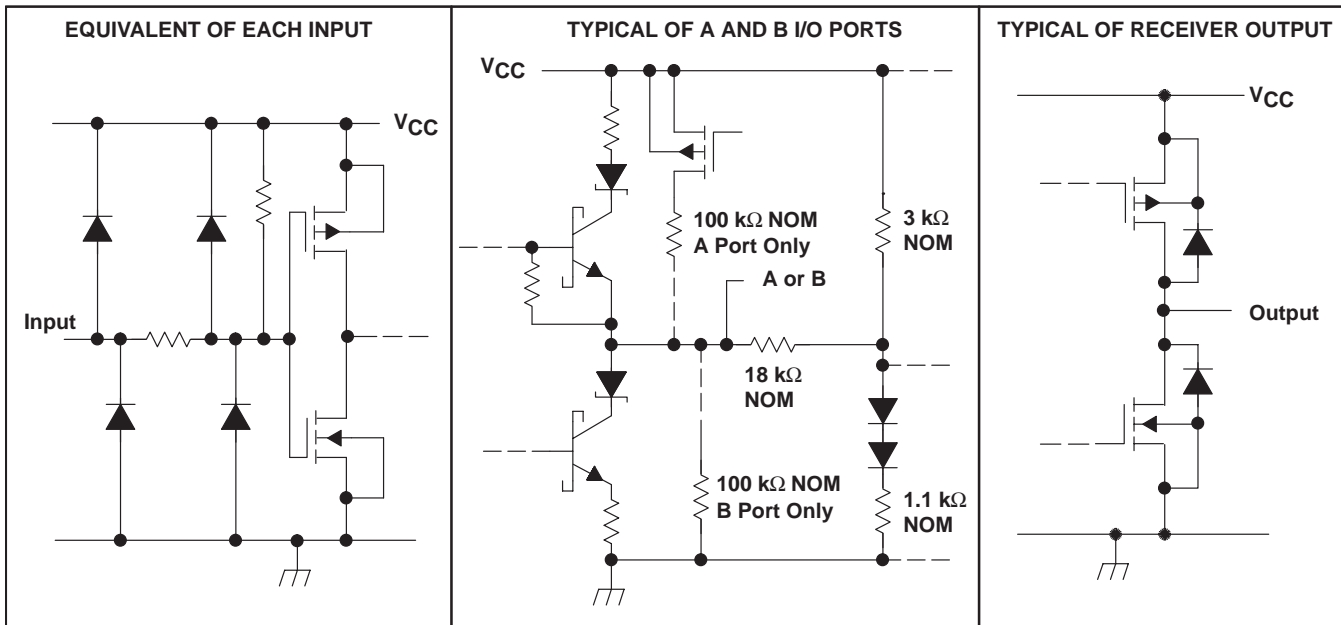 EQUIVALENT OF EACH INPUT
VCC
Input
TYPICAL OF A AND B I/O PORTS
VCC
100 kΩ NOM
A Port Only
3 kΩ
NOM
A or B
18 kΩ
NOM
100 kΩ NOM
B Port Only
1.1 kΩ
NOM
TYPICAL OF RECEIVER OUTPUT
VCC
Output